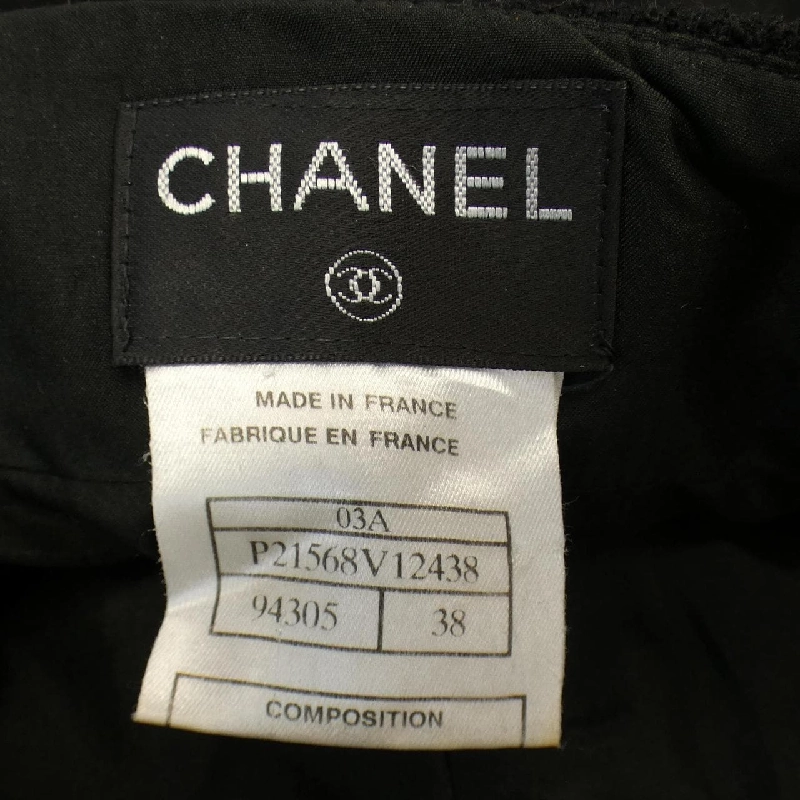 CHANEL
MADE IN FRANCE
FABRIQUE EN FRANCE
03A
P21568V12438
94305 38
COMPOSITION